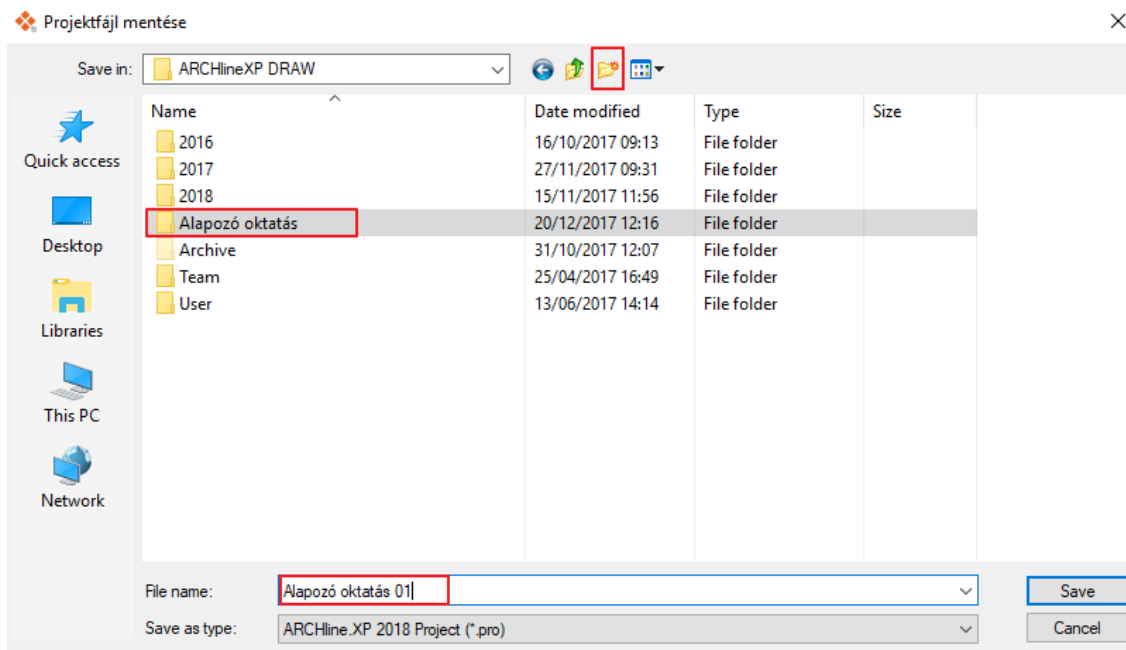 Projektfájl mentése
Save in: ARCHlineXP DRAW
Name Date modified Type Size
2016 16/10/2017 09:13 File folder
2017 27/11/2017 09:31 File folder
2018 15/11/2017 11:56 File folder
Alapozó oktatás 20/12/2017 12:16 File folder
Archive 31/10/2017 12:07 File folder
Team 25/04/2017 16:49 File folder
User 13/06/2017 14:14 File folder
Quick access
Desktop
Libraries
This PC
Network
File name: Alapozó oktatás 01 Save
Save as type: ARCHline.XP 2018 Project (*.pro) Cancel